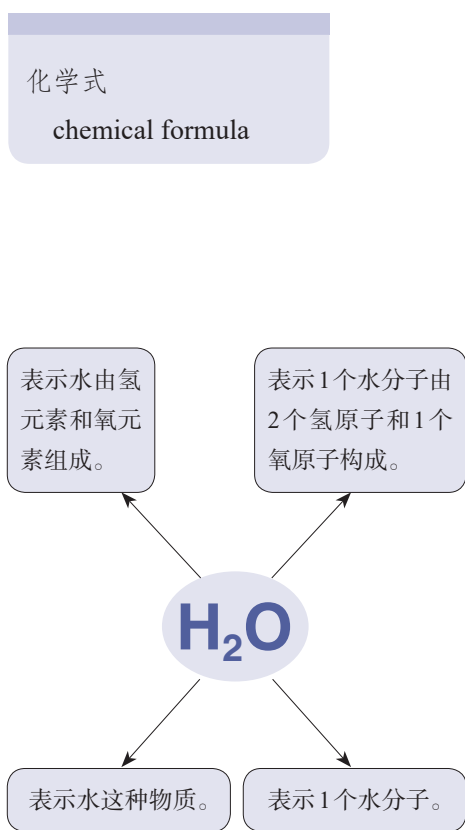 化学式
chemical formula
表示水由氢
元素和氧元
素组成。
表示1个水分子由
2个氢原子和1个
氧原子构成。
H₂O
表示水这种物质。
表示1个水分子。